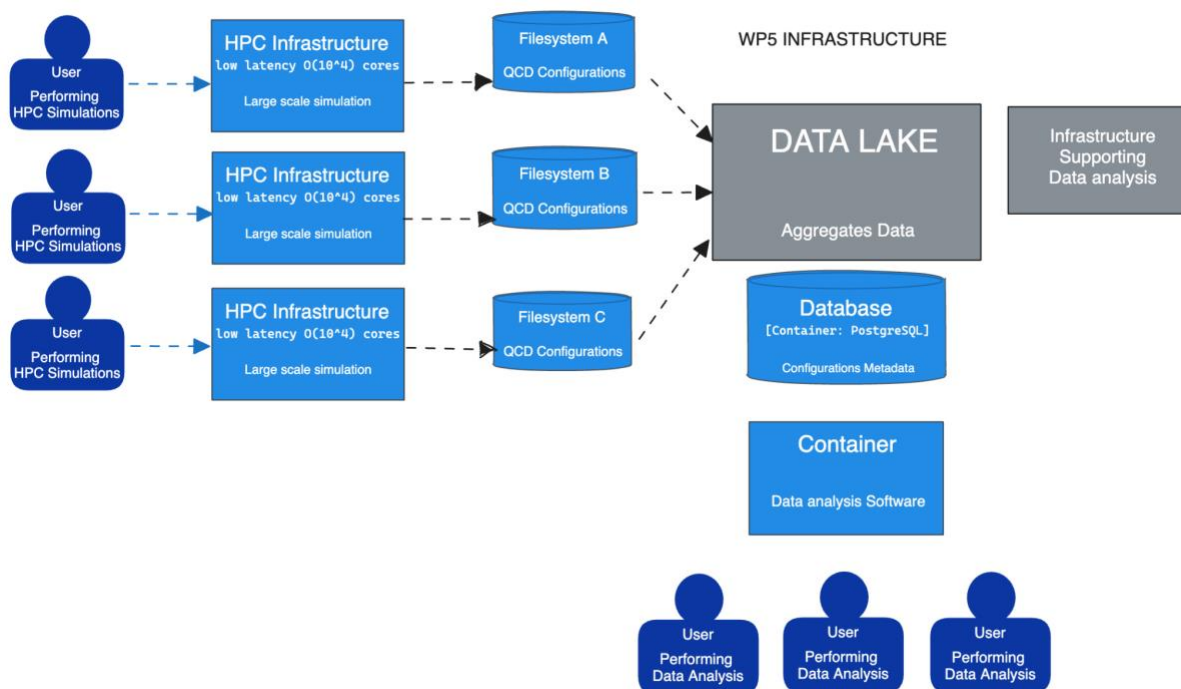 User
Performing
HPC Simulations
HPC Infrastructure
low latency O(10^4) cores
Large scale simulation
Filesystem A
QCD Configurations
WP5 INFRASTRUCTURE
DATA LAKE
Aggregates Data
Infrastructure
Supporting
Data analysis
User
Performing
HPC Simulations
HPC Infrastructure
low latency O(10^4) cores
Large scale simulation
Filesystem B
QCD Configurations
User
Performing
HPC Simulations
HPC Infrastructure
low latency O(10^4) cores
Large scale simulation
Filesystem C
QCD Configurations
Database
[Container: PostgreSQL]
Configurations Metadata
Container
Data analysis Software
User
Performing
Data Analysis
User
Performing
Data Analysis
User
Performing
Data Analysis